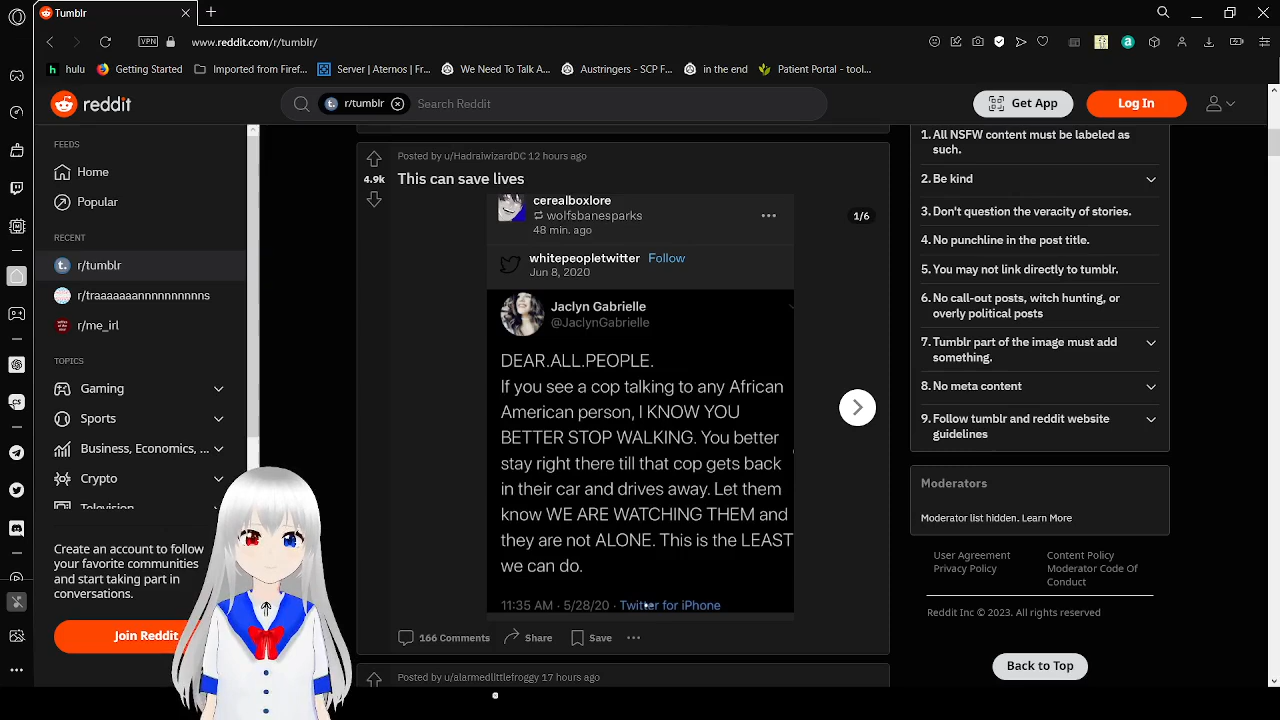 Tumblr
VPN
www.reddit.com/r/tumblr/
h hulu
Getting Started
Imported from Firef...
Server | Aternos | Fr...
We Need To Talk A...
Austringers - SCP F...
in the end
Patient Portal - tool...
reddit
r/tumblr
Search Reddit
Get App
Log In
FEEDS
Home
Popular
RECENT
r/tumblr
r/traaaaaaannnnnnnnns
r/me_irl
TOPICS
Gaming
Sports
Business, Economics, ...
Crypto
Television
Create an account to follow
your favorite communities
and start taking part in
conversations.
Join Reddit
Posted by u/HadraiwizardDC 12 hours ago
4.9k
This can save lives
cerealboxlore
wolfsbanesparks
48 min. ago
1/6
whitepeopletwitter Follow
Jun 8, 2020
Jaclyn Gabrielle
@JaclynGabrielle
DEAR.ALL.PEOPLE.
If you see a cop talking to any African
American person, I KNOW YOU
BETTER STOP WALKING. You better
stay right there till that cop gets back
in their car and drives away. Let them
know WE ARE WATCHING THEM and
they are not ALONE. This is the LEAST
we can do.
11:35 AM · 5/28/20 · Twitter for iPhone
166 Comments
Share
Save
Posted by u/alarmedlittlefroggy 17 hours ago
1. All NSFW content must be labeled as
such.
2. Be kind
3. Don't question the veracity of stories.
4. No punchline in the post title.
5. You may not link directly to tumblr.
6. No call-out posts, witch hunting, or
overly political posts
7. Tumblr part of the image must add
something.
8. No meta content
9. Follow tumblr and reddit website
guidelines
Moderators
Moderator list hidden. Learn More
User Agreement
Privacy Policy
Content Policy
Moderator Code Of
Conduct
Reddit Inc © 2023. All rights reserved
Back to Top